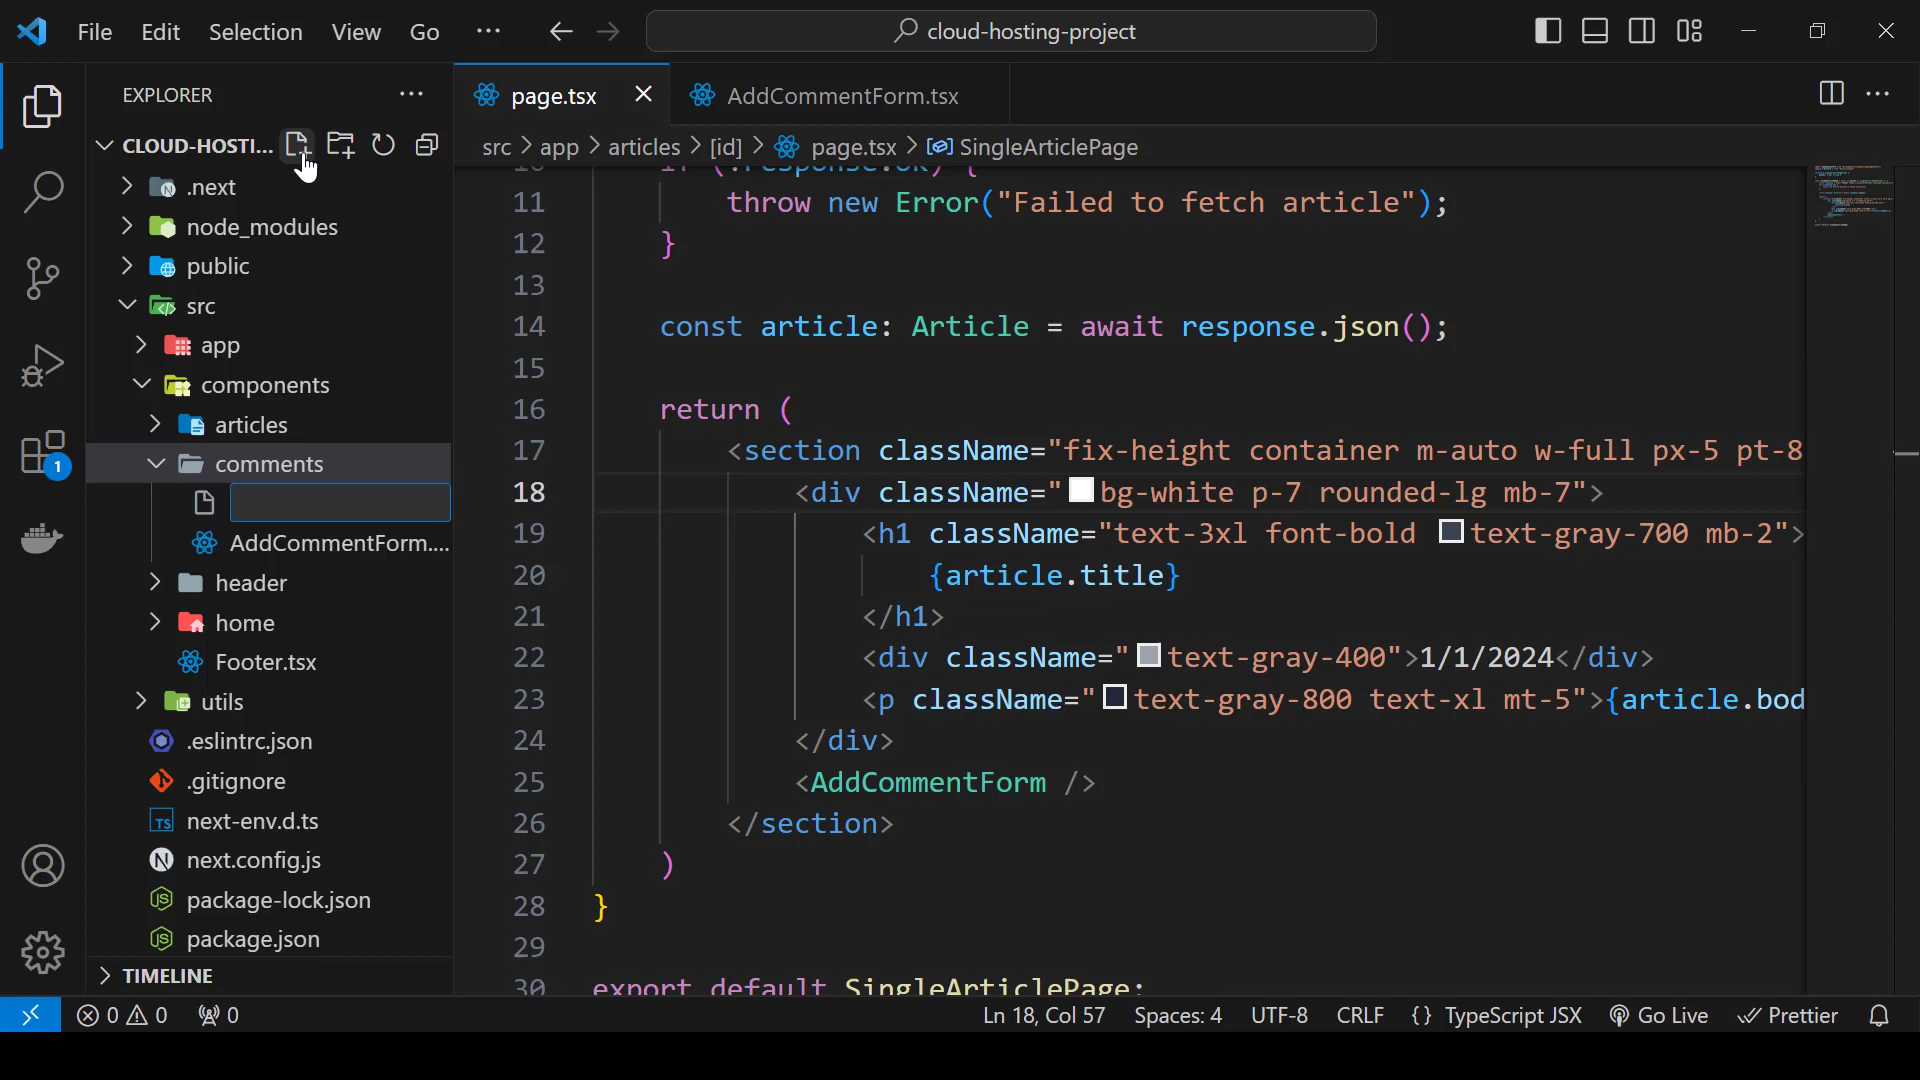 File Edit Selection View Go ··· cloud-hosting-project
EXPLORER
CLOUD-HOSTI...
.next
node_modules
public
src
app
components
articles
comments
AddCommentForm....
header
home
Footer.tsx
utils
.eslintrc.json
.gitignore
next-env.d.ts
next.config.js
package-lock.json
package.json
TIMELINE
1
page.tsx AddCommentForm.tsx
src > app > articles > [id] > page.tsx > SingleArticlePage
11 throw new Error("Failed to fetch article");
12 }
13
14 const article: Article = await response.json();
15
16 return (
17 <section className="fix-height container m-auto w-full px-5 pt-8
18 <div className="bg-white p-7 rounded-lg mb-7">
19 <h1 className="text-3xl font-bold text-gray-700 mb-2">
20 {article.title}
21 </h1>
22 <div className="text-gray-400">1/1/2024</div>
23 <p className="text-gray-800 text-xl mt-5">{article.bod
24 </div>
25 <AddCommentForm />
26 </section>
27 )
28 }
29
30 export default SingleArticlePage;
0 0 0 Ln 18, Col 57 Spaces: 4 UTF-8 CRLF {} TypeScript JSX Go Live Prettier